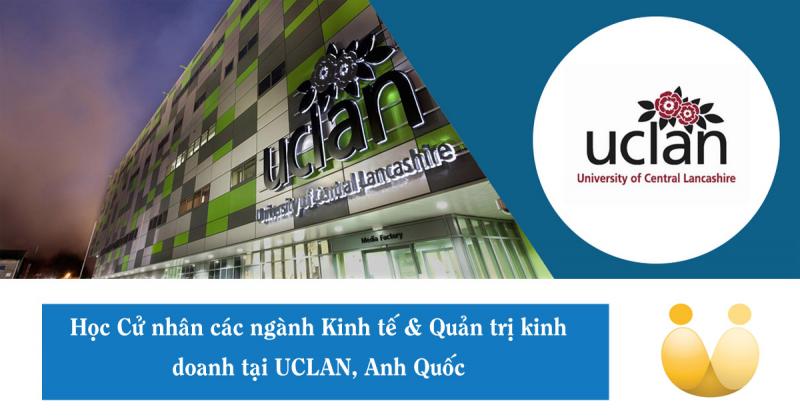 uclan
University of Central Lancashire
Media Factory
uclan
University of Central Lancashire
Học Cử nhân các ngành Kinh tế & Quản trị kinh
doanh tại UCLAN, Anh Quốc